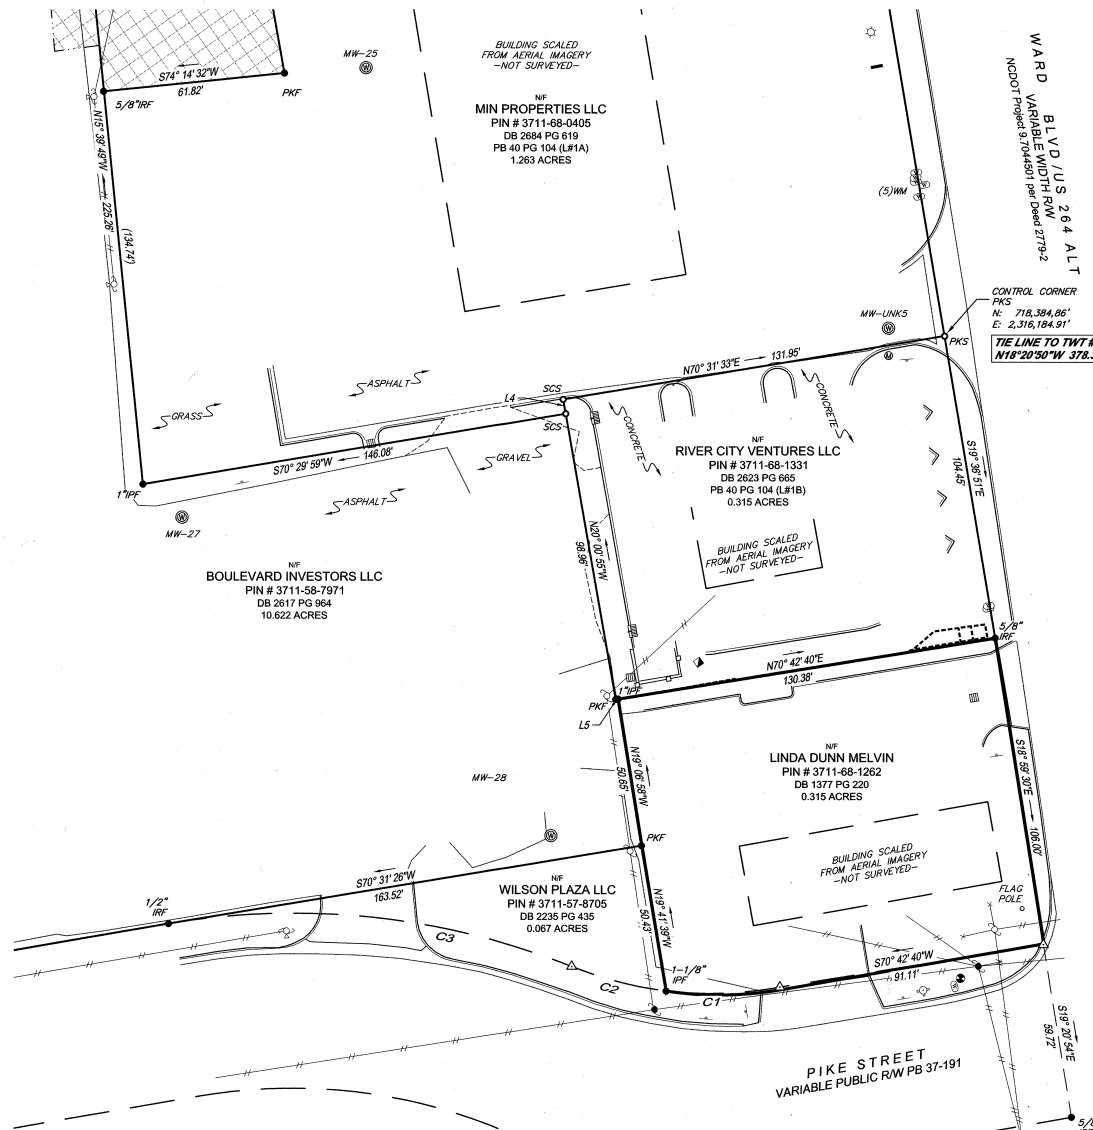 MW-25
BUILDING SCALED
FROM AERIAL IMAGERY
-NOT SURVEYED-
N/F
MIN PROPERTIES LLC
PIN # 3711-68-0405
DB 2684 PG 619
PB 40 PG 104 (L#1A)
1.263 ACRES
S74° 14' 32"W
61.82'
5/8"IRF
PKF
N15° 39' 49"W
225.26'
(134.74)
WARD BLVD / US 264 ALT
VARIABLE WIDTH R/W
NCDOT Project 9.7044501 per Deed 2779-2
(5)WM
CONTROL CORNER
PKS
N: 718,384.86'
E: 2,316,184.91'
TIE LINE TO TWT #
N18°20'50"W 378.
MW-UNK5
PKS
N70° 31' 33"E
131.95'
SCS
L4
SCS
ASPHALT
GRASS
S70° 29' 59"W
146.08'
GRAVEL
ASPHALT
1"IPF
MW-27
CONCRETE
CONCRETE
N/F
RIVER CITY VENTURES LLC
PIN # 3711-68-1331
DB 2623 PG 665
PB 40 PG 104 (L#1B)
0.315 ACRES
BUILDING SCALED
FROM AERIAL IMAGERY
-NOT SURVEYED-
S19° 36' 51"E
104.45'
N20° 00' 55"W
98.96'
N/F
BOULEVARD INVESTORS LLC
PIN # 3711-58-7971
DB 2617 PG 964
10.622 ACRES
5/8"
IRF
N70° 42' 40"E
130.38'
1"IPF
PKF
L5
N/F
LINDA DUNN MELVIN
PIN # 3711-68-1262
DB 1377 PG 220
0.315 ACRES
S18° 59' 30"E
106.00'
N19° 06' 58"W
50.65'
MW-28
PKF
BUILDING SCALED
FROM AERIAL IMAGERY
-NOT SURVEYED-
FLAG
POLE
S70° 31' 26"W
163.52'
1/2"
IRF
N/F
WILSON PLAZA LLC
PIN # 3711-57-8705
DB 2235 PG 435
0.067 ACRES
N19° 41' 39"W
50.43'
C3
C2
C1
1-1/8"
IPF
S70° 42' 40"W
91.11'
S19° 20' 54"E
59.72'
PIKE STREET
VARIABLE PUBLIC R/W PB 37-191